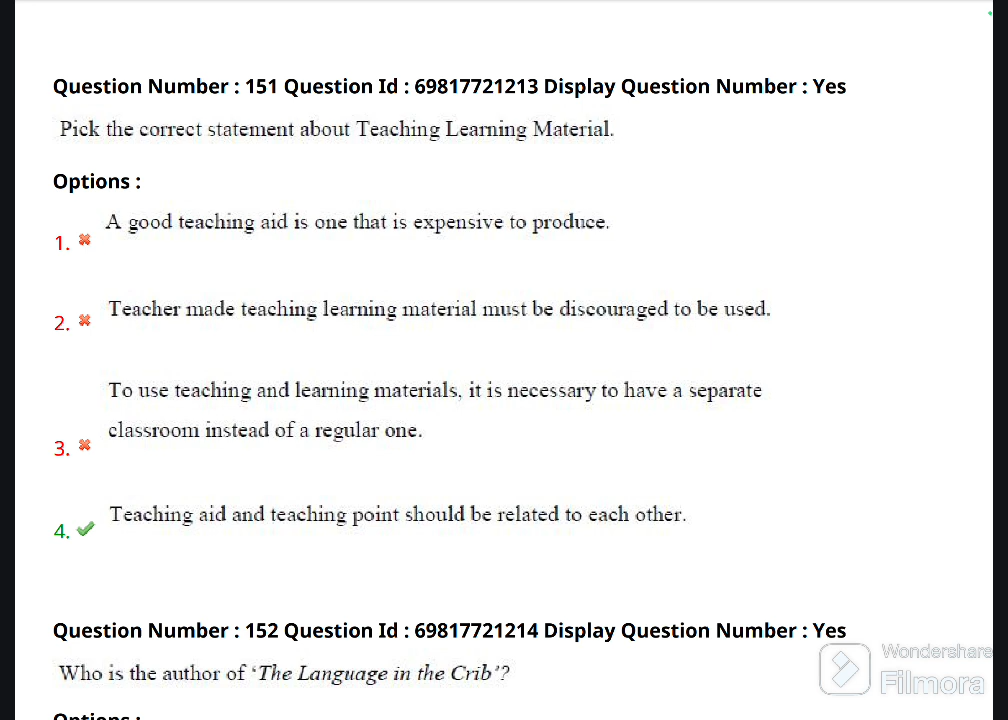 Question Number : 151 Question Id : 69817721213 Display Question Number : Yes
Pick the correct statement about Teaching Learning Material.
Options :
A good teaching aid is one that is expensive to produce.
1.
Teacher made teaching learning material must be discouraged to be used.
2.
To use teaching and learning materials, it is necessary to have a separate
classroom instead of a regular one.
3.
Teaching aid and teaching point should be related to each other.
4.
Question Number : 152 Question Id : 69817721214 Display Question Number : Yes
Wondershare
Who is the author of ‘The Language in the Crib’?
Filmora
Options :